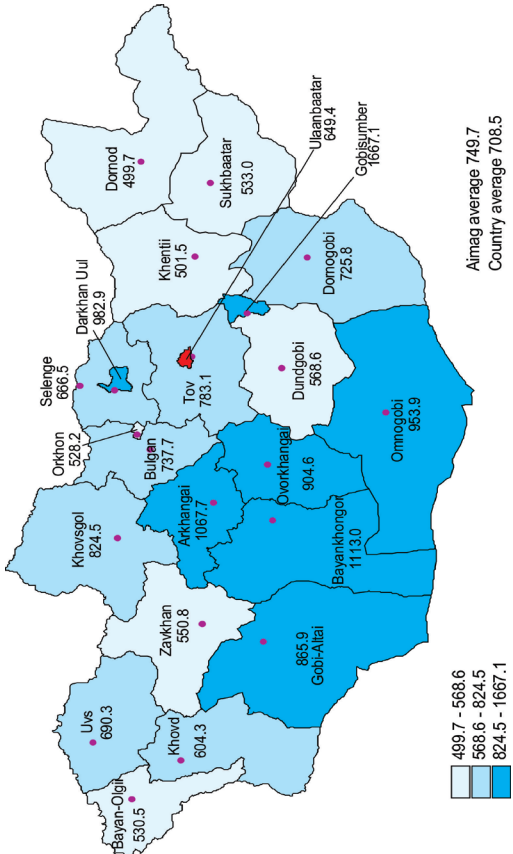 Bayan-Olgii
530.5
Uvs
690.3
Khovd
604.3
Zavkhan
550.8
865.9
Gobi-Altai
Khovsgol
824.5
Arkhangai
1067.7
Bayankhongor
1113.0
Ovorkhangai
904.6
Orkhon
528.2
Bulgan
737.7
Selenge
666.5
Darkhan Uul
982.9
Tov
783.1
Dundgobi
568.6
Omnogobi
953.9
Khentii
501.5
Dornod
499.7
Sukhbaatar
533.0
Ulaanbaatar
649.4
Gobisumber
1667.1
Dornogobi
725.8
499.7 - 568.6
568.6 - 824.5
824.5 - 1667.1
Aimag average 749.7
Country average 708.5